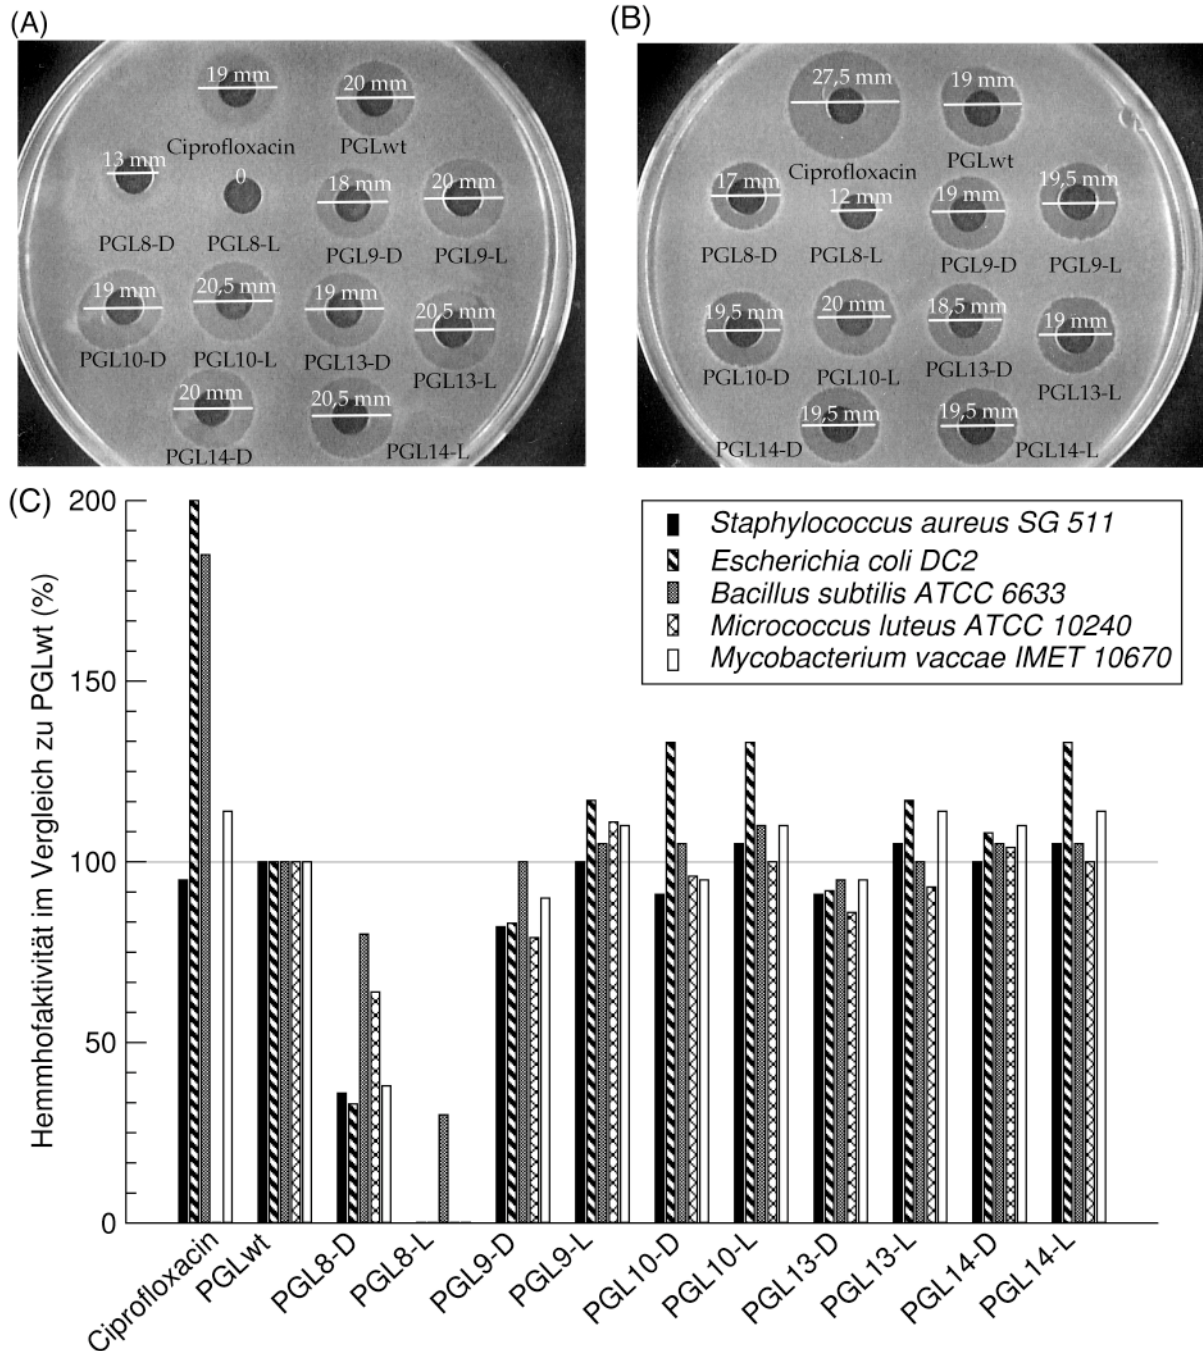 (A)
19 mm
20 mm
Ciprofloxacin
PGLwt
13 mm
0
18 mm
20 mm
PGL8-D
PGL8-L
PGL9-D
PGL9-L
19 mm
20,5 mm
19 mm
20,5 mm
PGL10-D
PGL10-L
PGL13-D
PGL13-L
20 mm
20,5 mm
PGL14-D
PGL14-L
(B)
27,5 mm
19 mm
Ciprofloxacin
PGLwt
17 mm
12 mm
19 mm
19,5 mm
PGL8-D
PGL8-L
PGL9-D
PGL9-L
19,5 mm
20 mm
18,5 mm
19 mm
PGL10-D
PGL10-L
PGL13-D
PGL13-L
19,5 mm
19,5 mm
PGL14-D
PGL14-L
(C)
Hemmhofaktivität im Vergleich zu PGLwt (%)
200
150
100
50
0
Staphylococcus aureus SG 511
Escherichia coli DC2
Bacillus subtilis ATCC 6633
Micrococcus luteus ATCC 10240
Mycobacterium vaccae IMET 10670
Ciprofloxacin
PGLwt
PGL8-D
PGL8-L
PGL9-D
PGL9-L
PGL10-D
PGL10-L
PGL13-D
PGL13-L
PGL14-D
PGL14-L